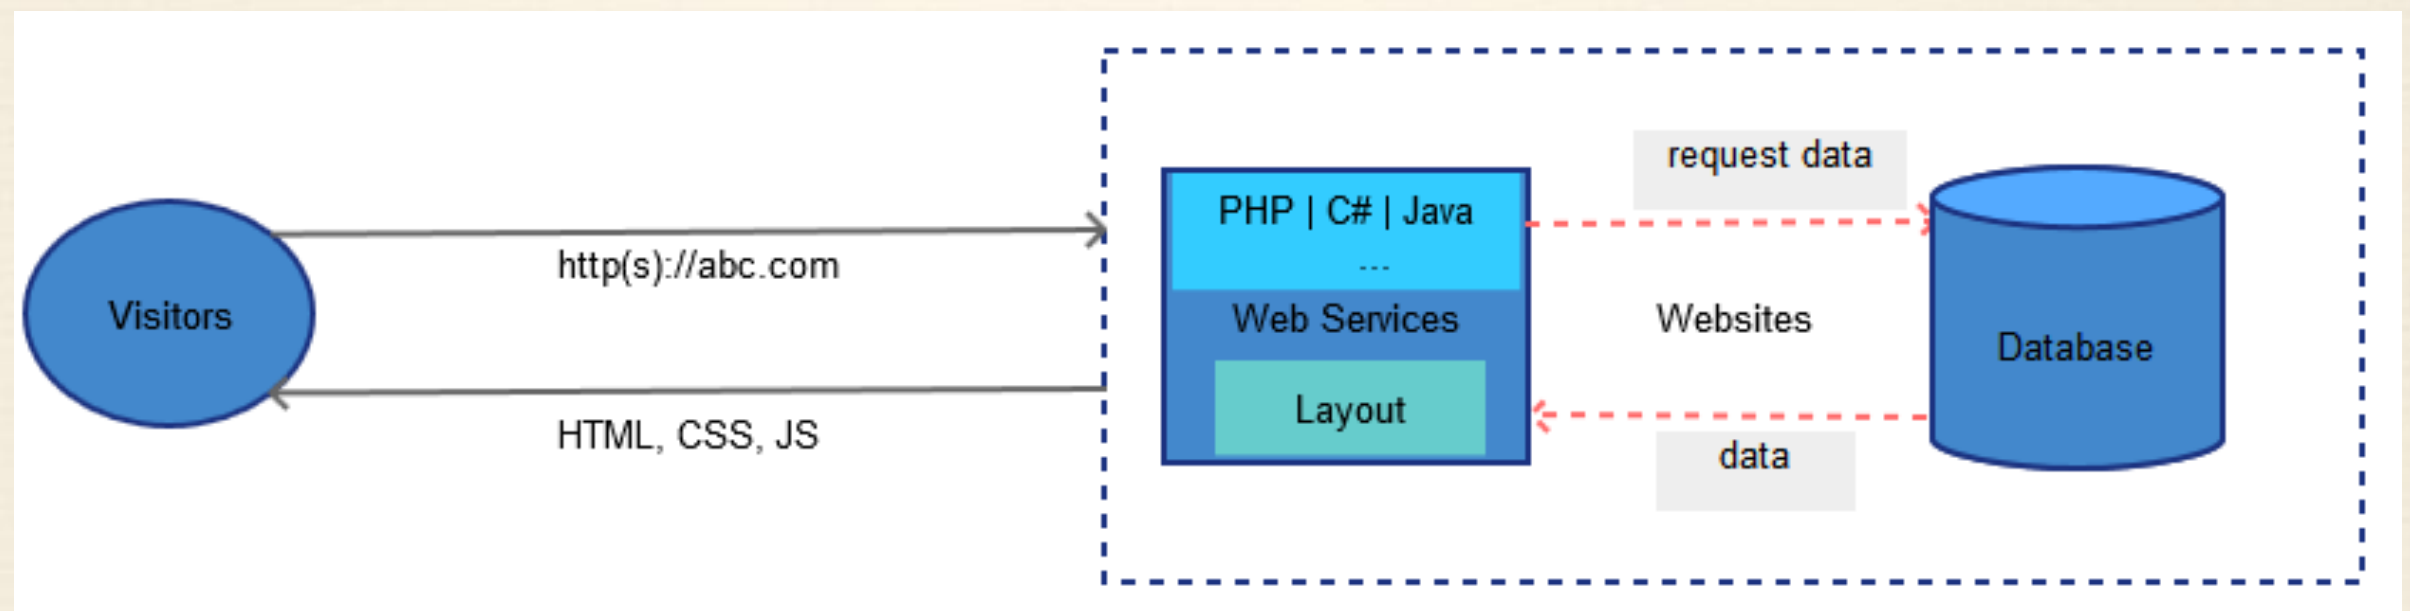 Visitors
http(s)://abc.com
HTML, CSS, JS
PHP | C# | Java
...
Web Services
Layout
request data
Websites
data
Database